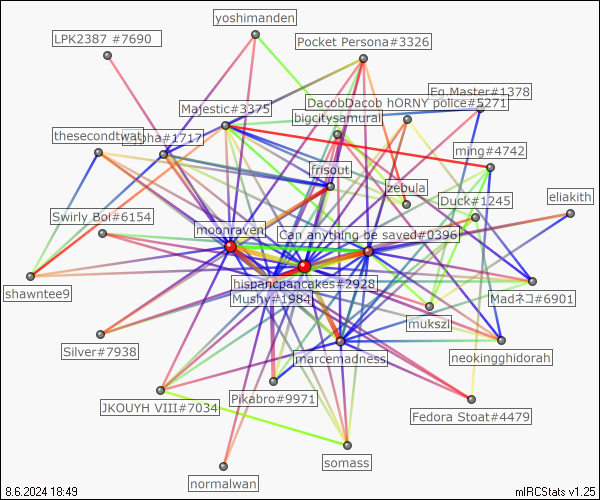 yoshimanden
LPK2387 #7690
Pocket Persona#3326
Eg Master#1378
DacobDacob hORNY police#5271
Majestic#3375
bigcitysamurai
thesecondtwat
#1717
ming#4742
frisout
zebula
Duck#1245
eliakith
Swirly Boi#6154
moonraven
Can anything be saved#0396
hispancpancakes#2928
shawntee9
Mushy#1984
Madネコ#6901
mukszi
Silver#7938
marcemadness
neokingghidorah
Pikabro#9971
JKOUYH VIII#7034
Fedora Stoat#4479
somass
normalwan
8.6.2024 18:49
mIRCStats v1.25